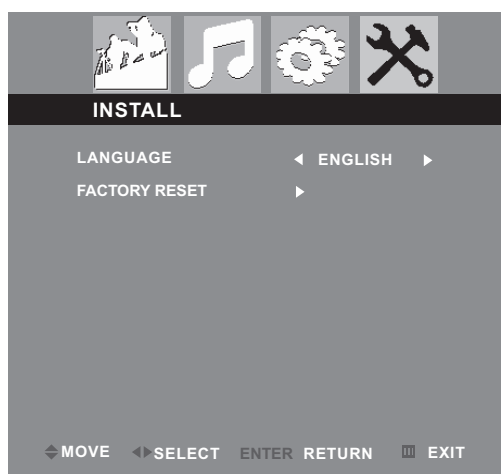 INSTALL
LANGUAGE ENGLISH
FACTORY RESET
MOVE SELECT ENTER RETURN EXIT